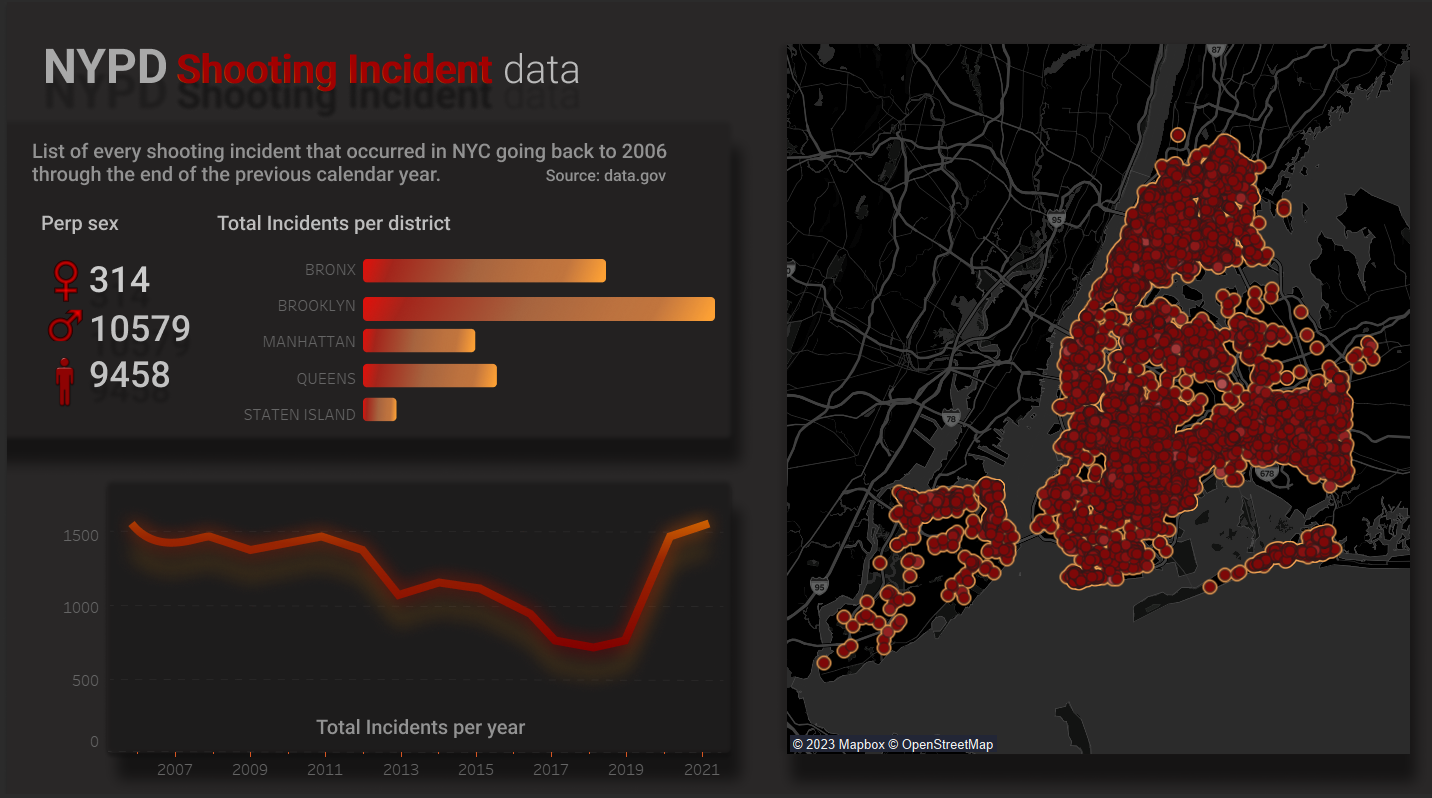 NYPD Shooting Incident data
List of every shooting incident that occurred in NYC going back to 2006
through the end of the previous calendar year. Source: data.gov
Perp sex
314
10579
9458
Total Incidents per district
BRONX
BROOKLYN
MANHATTAN
QUEENS
STATEN ISLAND
1500
1000
500
0
Total Incidents per year
2007 2009 2011 2013 2015 2017 2019 2021
87
95
78
678
95
© 2023 Mapbox © OpenStreetMap